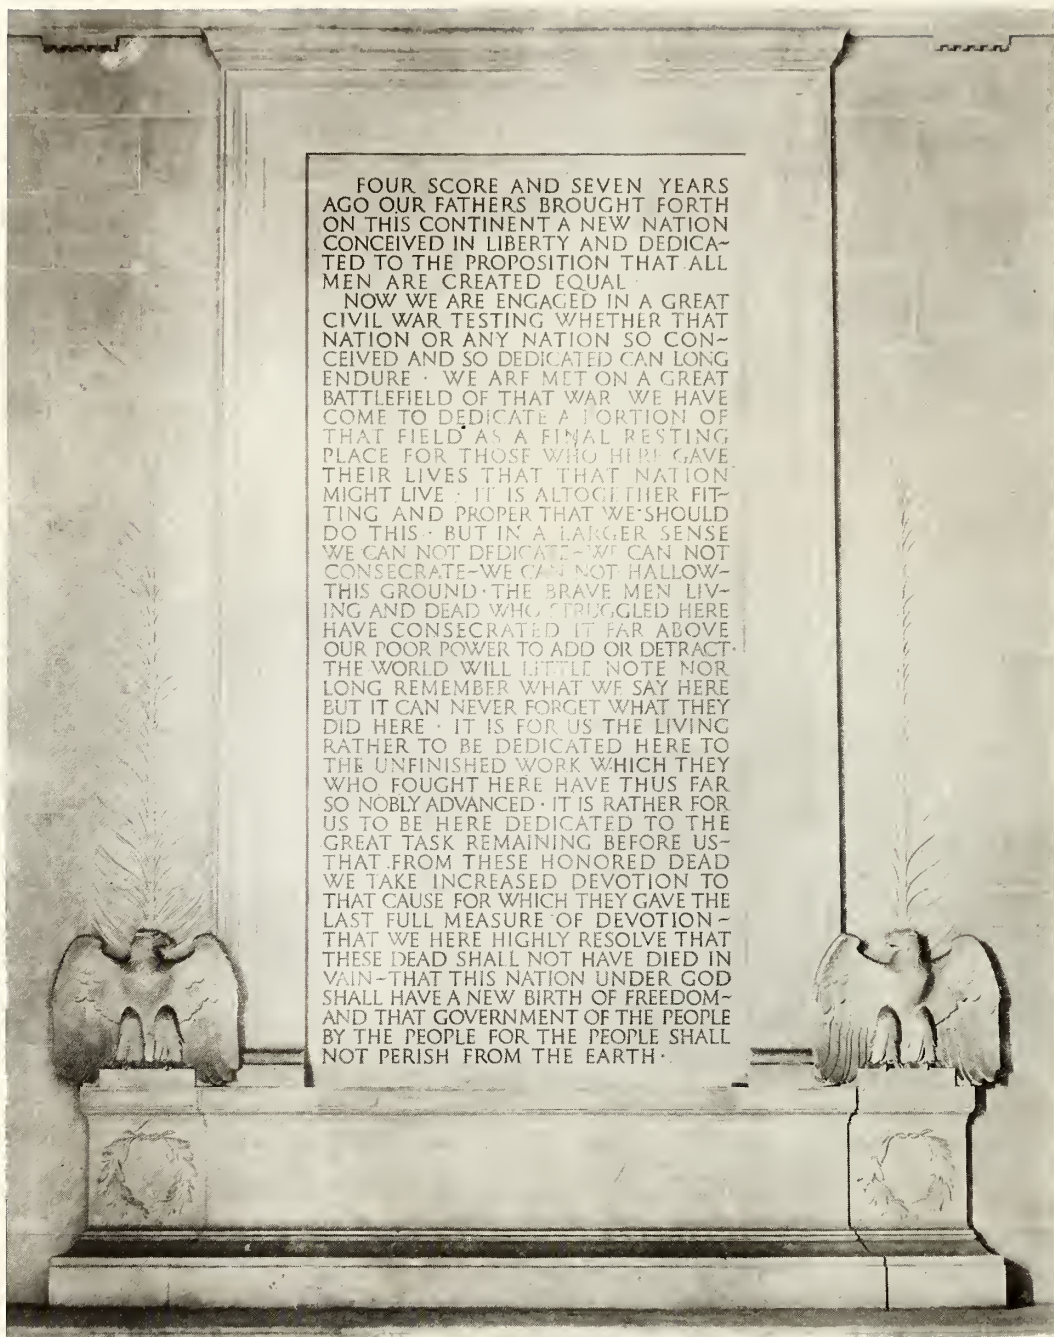 FOUR SCORE AND SEVEN YEARS
AGO OUR FATHERS BROUGHT FORTH
ON THIS CONTINENT A NEW NATION
CONCEIVED IN LIBERTY AND DEDICA~
TED TO THE PROPOSITION THAT ALL
MEN ARE CREATED EQUAL ·
NOW WE ARE ENGAGED IN A GREAT
CIVIL WAR TESTING WHETHER THAT
NATION OR ANY NATION SO CON~
CEIVED AND SO DEDICATED CAN LONG
ENDURE · WE ARE MET ON A GREAT
BATTLEFIELD OF THAT WAR WE HAVE
COME TO DEDICATE A PORTION OF
THAT FIELD AS A FINAL RESTING
PLACE FOR THOSE WHO HERE GAVE
THEIR LIVES THAT THAT NATION
MIGHT LIVE · IT IS ALTOGETHER FIT~
TING AND PROPER THAT WE SHOULD
DO THIS · BUT IN A LARGER SENSE
WE CAN NOT DEDICATE~WE CAN NOT
CONSECRATE~WE CAN NOT HALLOW~
THIS GROUND · THE BRAVE MEN LIV~
ING AND DEAD WHO STRUGGLED HERE
HAVE CONSECRATED IT FAR ABOVE
OUR POOR POWER TO ADD OR DETRACT ·
THE WORLD WILL LITTLE NOTE NOR
LONG REMEMBER WHAT WE SAY HERE
BUT IT CAN NEVER FORGET WHAT THEY
DID HERE · IT IS FOR US THE LIVING
RATHER TO BE DEDICATED HERE TO
THE UNFINISHED WORK WHICH THEY
WHO FOUGHT HERE HAVE THUS FAR
SO NOBLY ADVANCED · IT IS RATHER FOR
US TO BE HERE DEDICATED TO THE
GREAT TASK REMAINING BEFORE US~
THAT FROM THESE HONORED DEAD
WE TAKE INCREASED DEVOTION TO
THAT CAUSE FOR WHICH THEY GAVE THE
LAST FULL MEASURE OF DEVOTION~
THAT WE HERE HIGHLY RESOLVE THAT
THESE DEAD SHALL NOT HAVE DIED IN
VAIN~THAT THIS NATION UNDER GOD
SHALL HAVE A NEW BIRTH OF FREEDOM~
AND THAT GOVERNMENT OF THE PEOPLE
BY THE PEOPLE FOR THE PEOPLE SHALL
NOT PERISH FROM THE EARTH ·